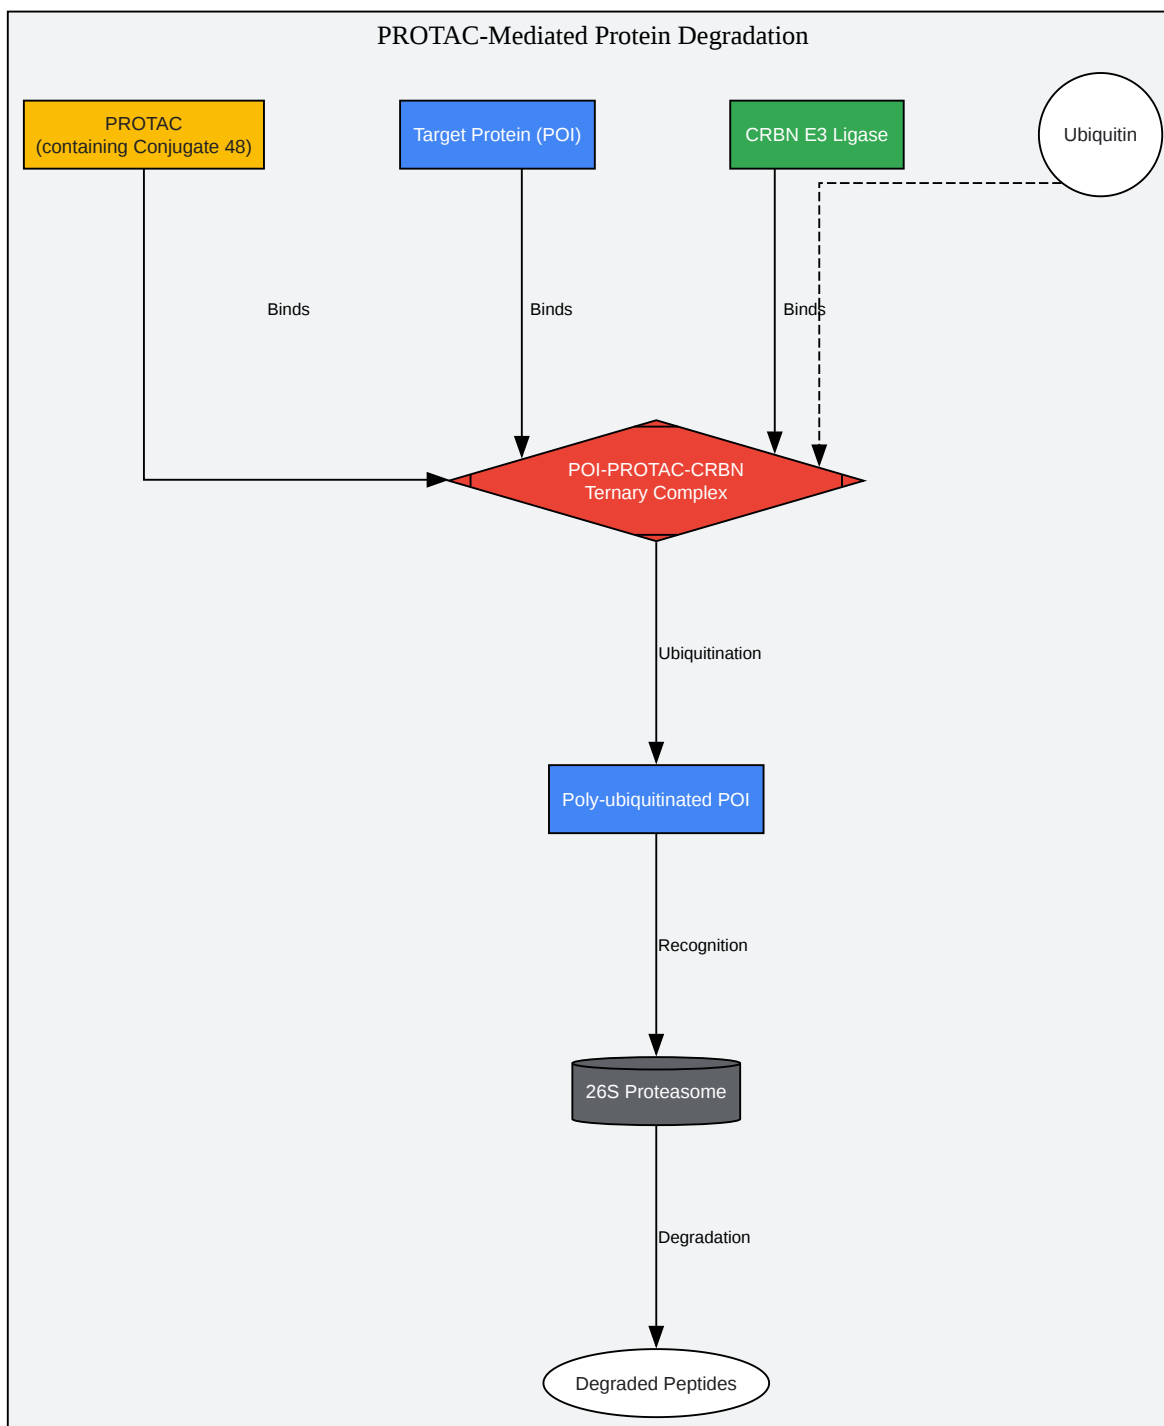 PROTAC-Mediated Protein Degradation
PROTAC
(containing Conjugate 48)
Target Protein (POI)
CRBN E3 Ligase
Ubiquitin
Binds
Binds
Binds
POI-PROTAC-CRBN
Ternary Complex
Ubiquitination
Poly-ubiquitinated POI
Recognition
26S Proteasome
Degradation
Degraded Peptides